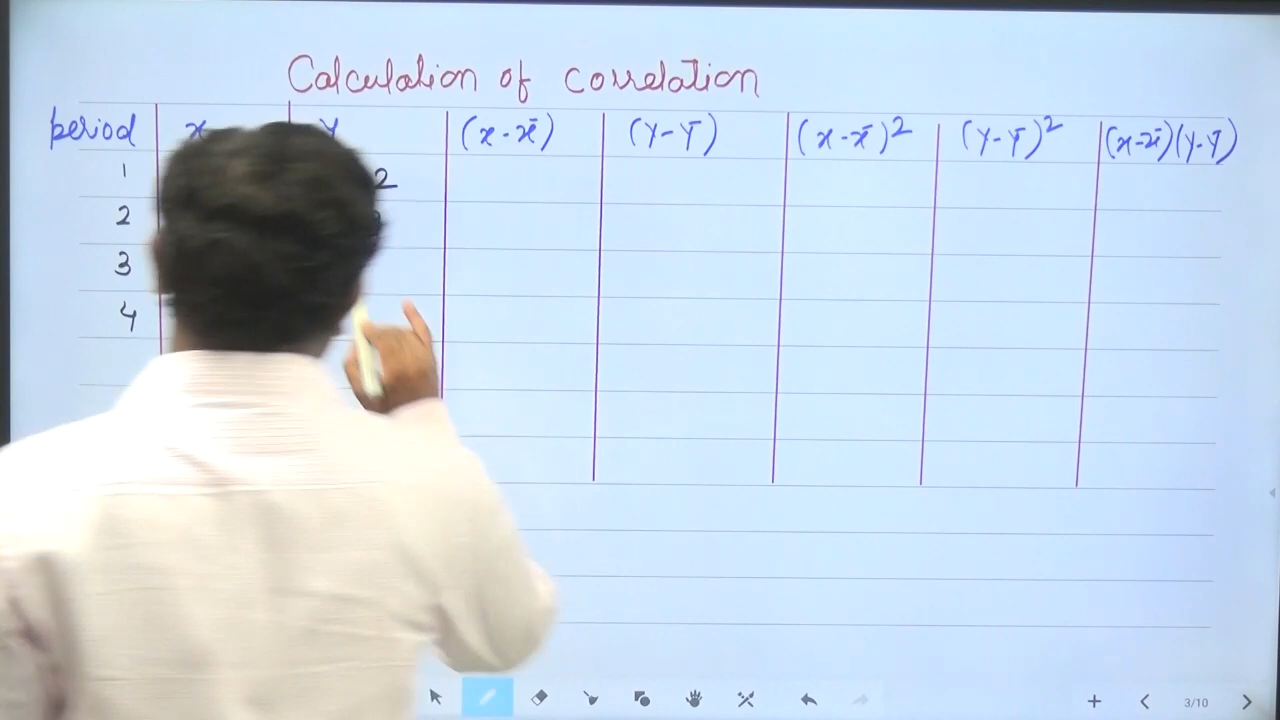 Calculation of correlation
period x y (x-x̄) (y-ȳ) (x-x̄)² (y-ȳ)² (x-x̄)(y-ȳ)
1 2
2
3
4
3/10